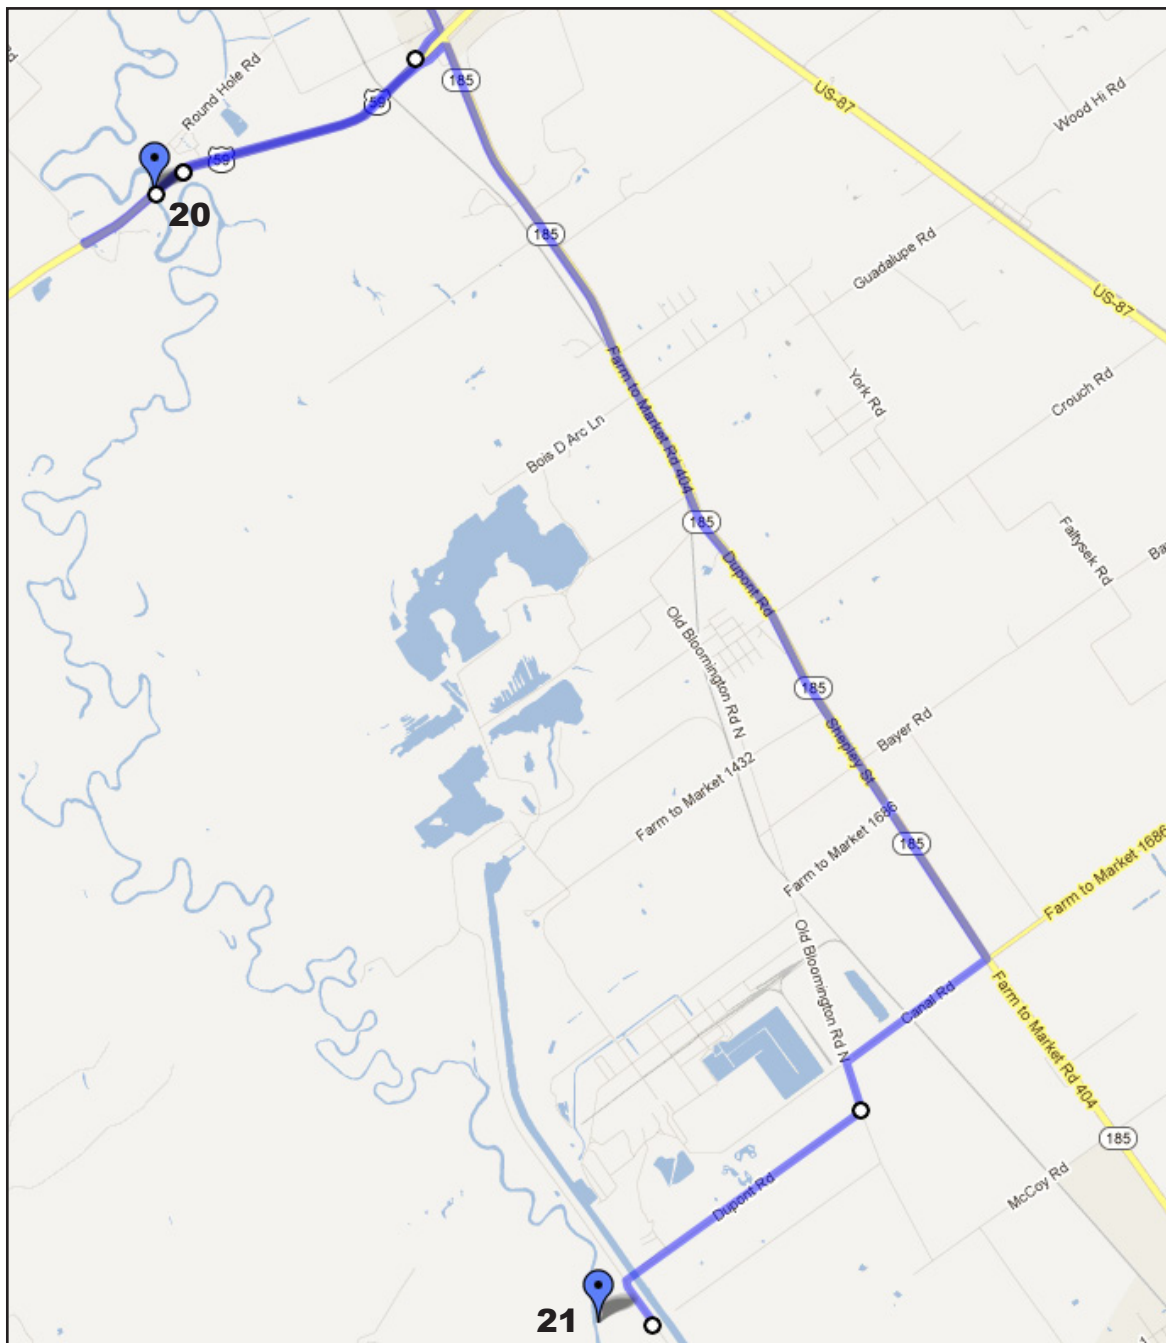 Round Hole Rd
59
185
59
20
US-87
Wood Hi Rd
185
Guadalupe Rd
US-87
Farm to Market Rd 404
York Rd
Crouch Rd
Bois D Arc Ln
185
Faltysek Rd
Ba
Dupont Rd
Old Bloomington Rd N
185
Shepley St
Bayer Rd
Farm to Market 1432
Farm to Market 1686
185
Farm to Market 1686
Old Bloomington Rd N
Canal Rd
Farm to Market Rd 404
185
McCoy Rd
Dupont Rd
21